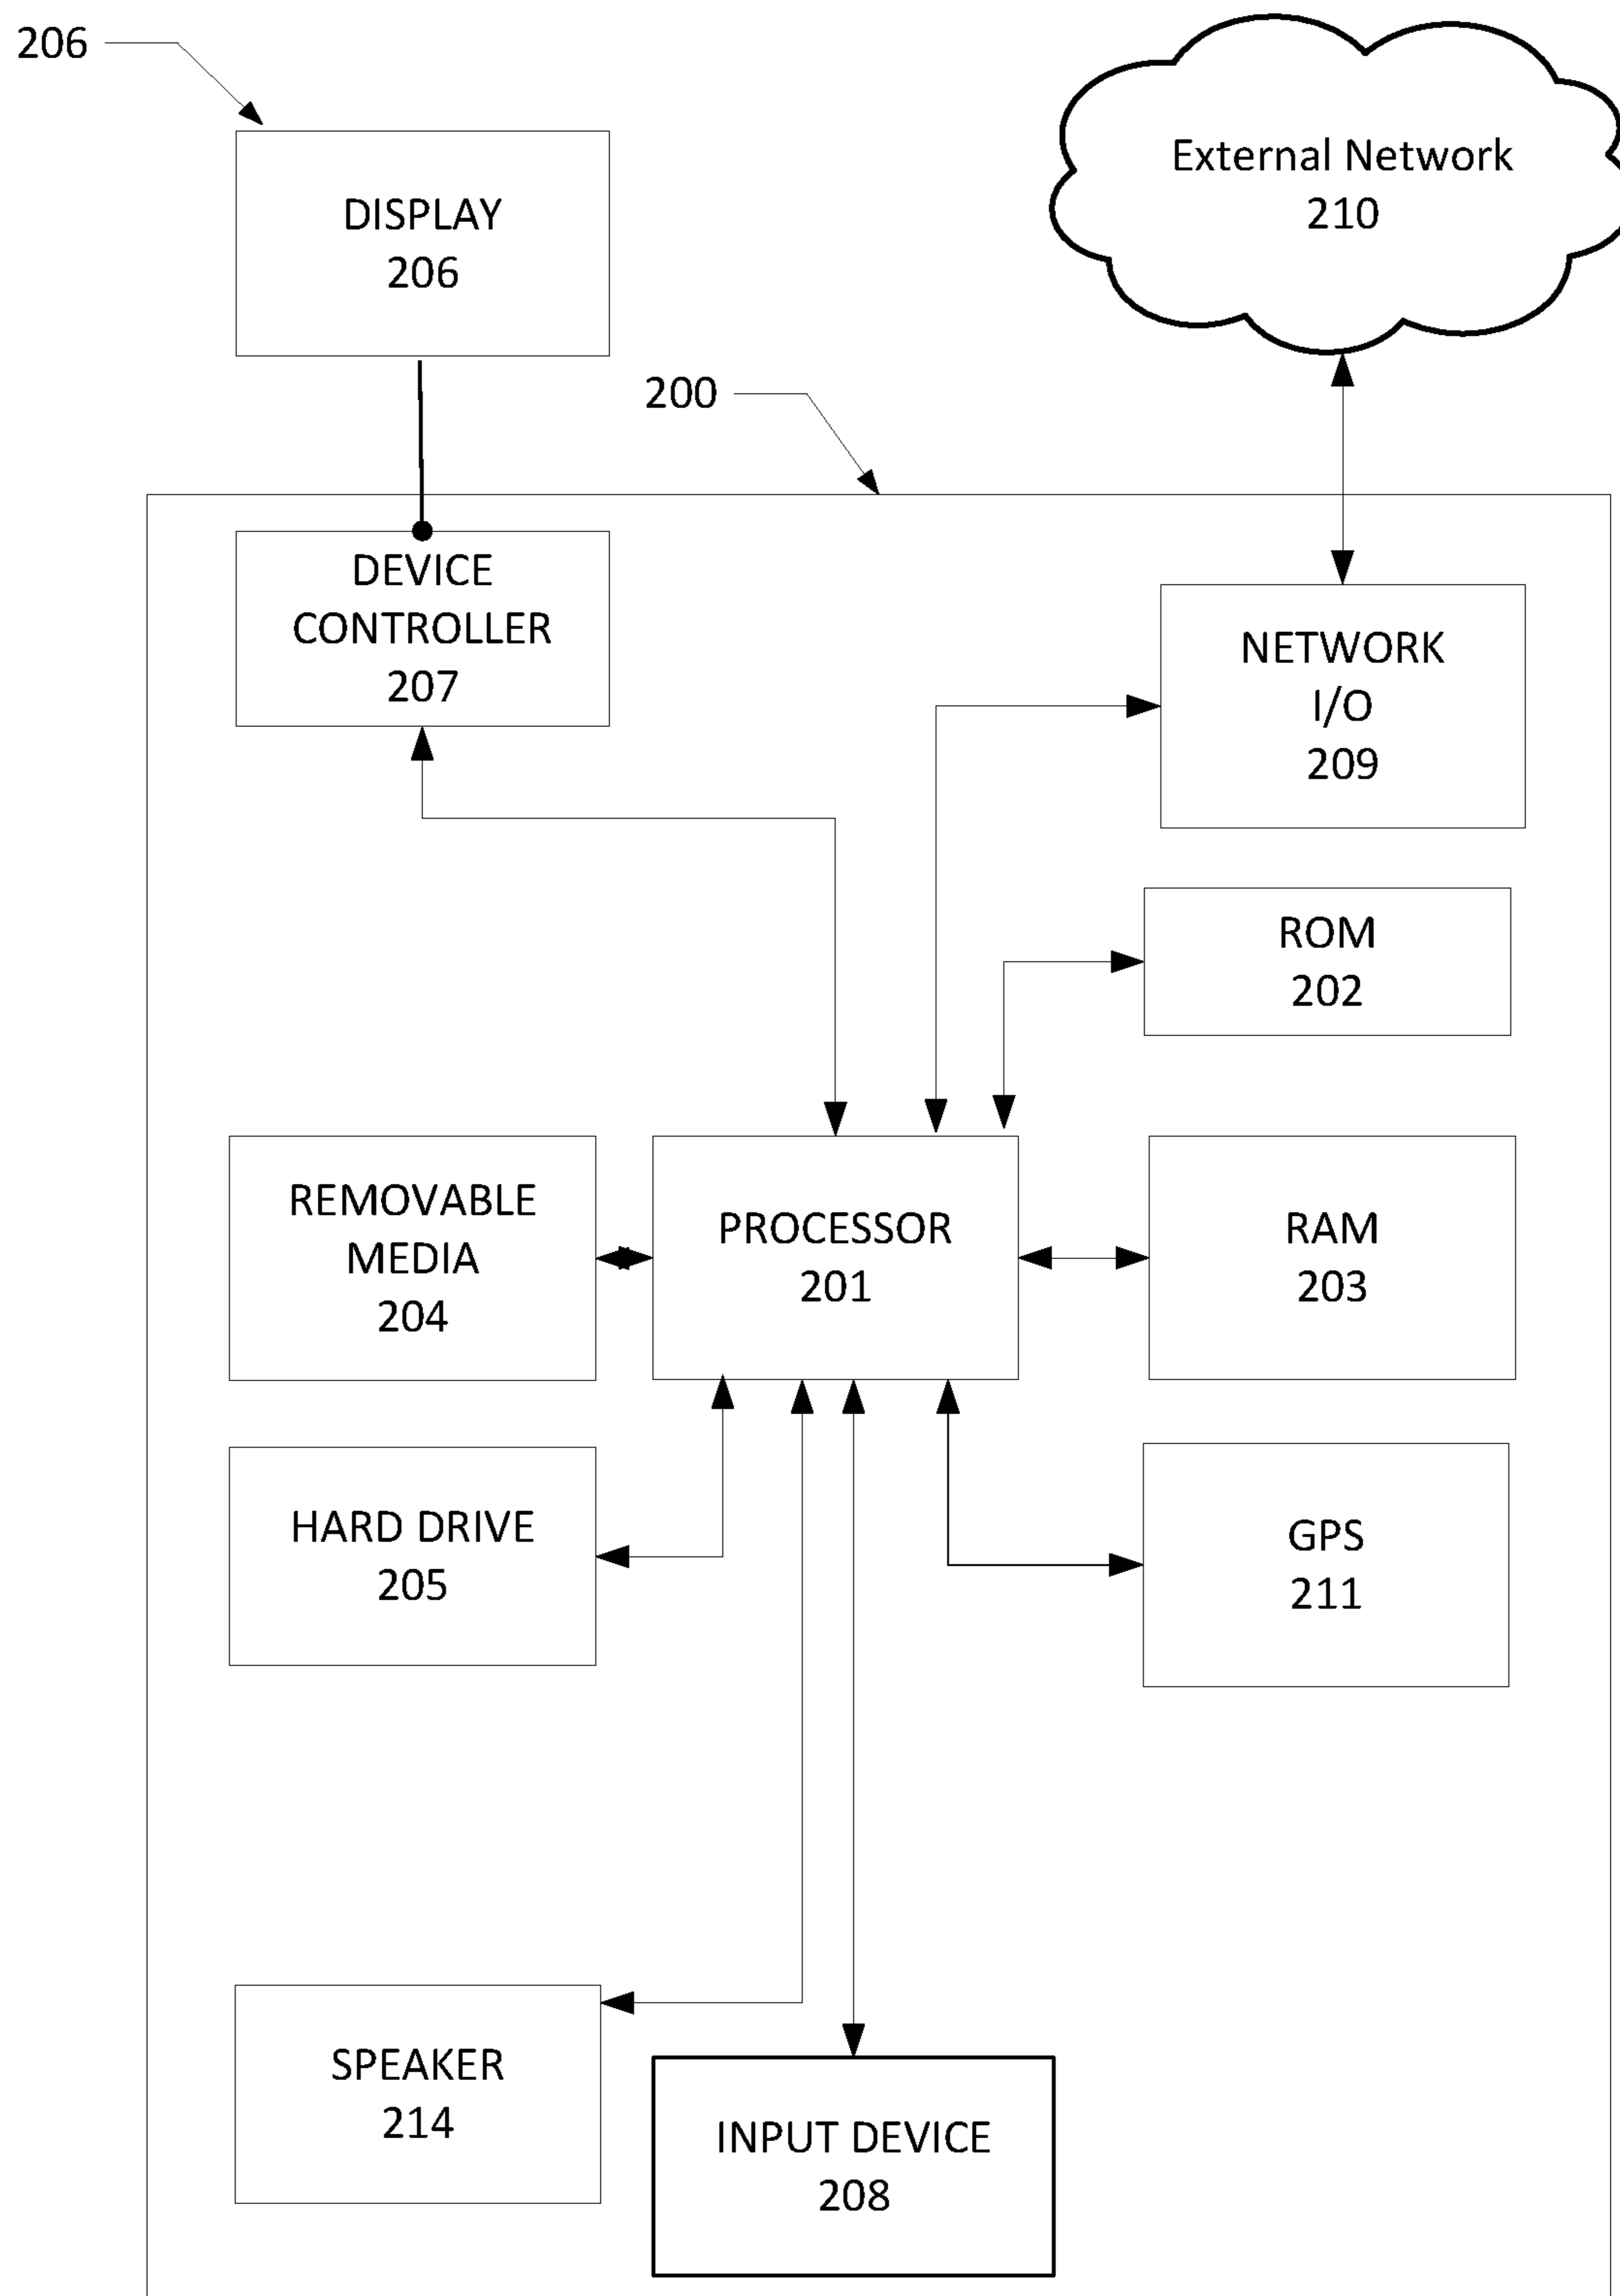 206
DISPLAY
206
External Network
210
200
DEVICE
CONTROLLER
207
NETWORK
I/O
209
ROM
202
REMOVABLE
MEDIA
204
PROCESSOR
201
RAM
203
HARD DRIVE
205
GPS
211
SPEAKER
214
INPUT DEVICE
208